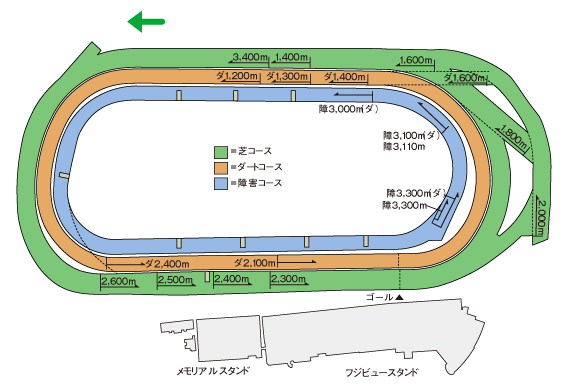 3,400m 1,400m
1,600m
ダ1,200m ダ1,300m ダ1,400m
ダ1,600m
障3,000m(ダ)
1,800m
障3,100m(ダ)
障3,110m
=芝コース
=ダートコース
=障害コース
障3,300m(ダ)
障3,300m
2,000m
ダ2,400m ダ2,100m
2,600m 2,500m 2,400m 2,300m
ゴール▲
メモリアルスタンド
フジビュースタンド